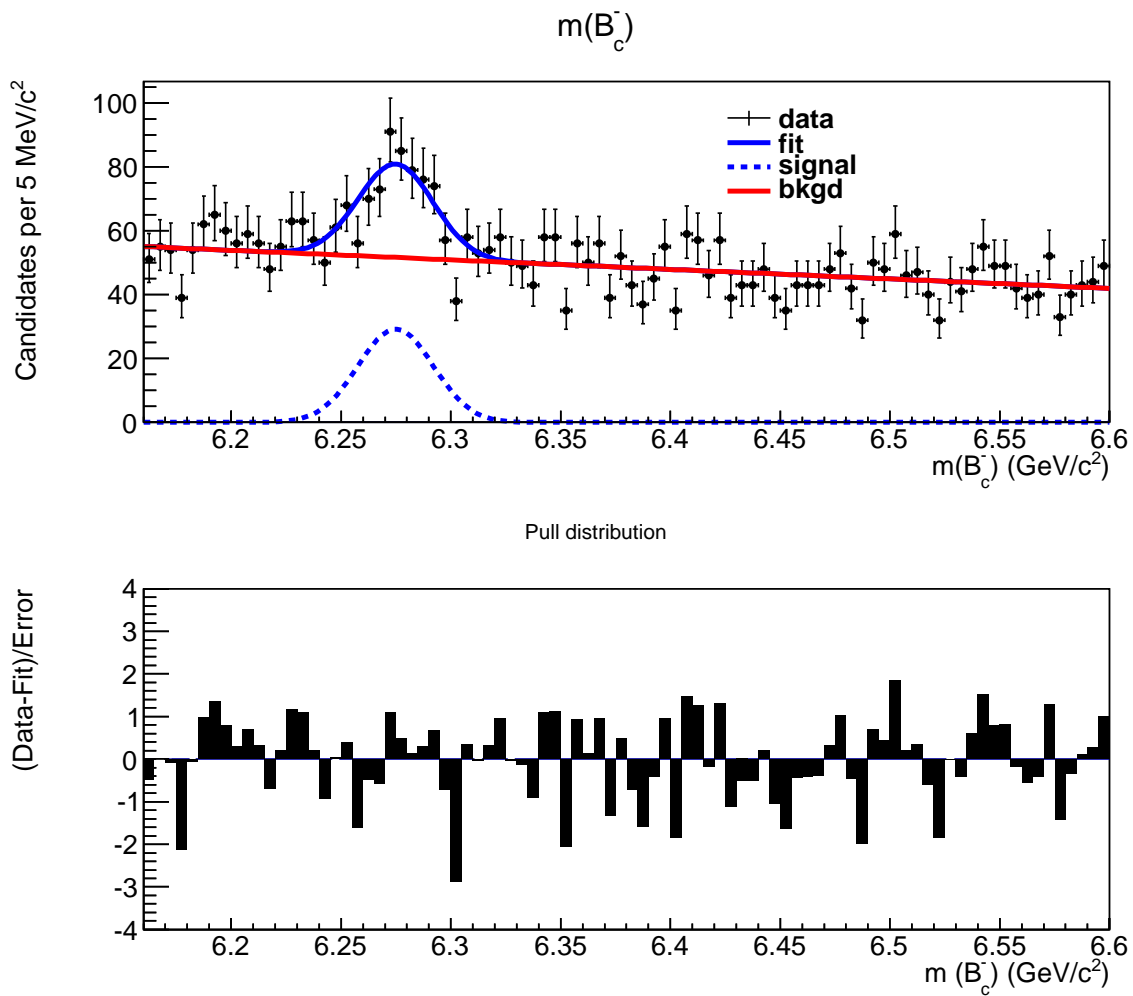 m(B_c^-)
Candidates per 5 MeV/c²
100
80
60
40
20
0
data
fit
signal
bkgd
6.2 6.25 6.3 6.35 6.4 6.45 6.5 6.55 6.6
m(B_c^-) (GeV/c²)
Pull distribution
(Data-Fit)/Error
4
3
2
1
0
-1
-2
-3
-4
6.2 6.25 6.3 6.35 6.4 6.45 6.5 6.55 6.6
m (B_c^-) (GeV/c²)